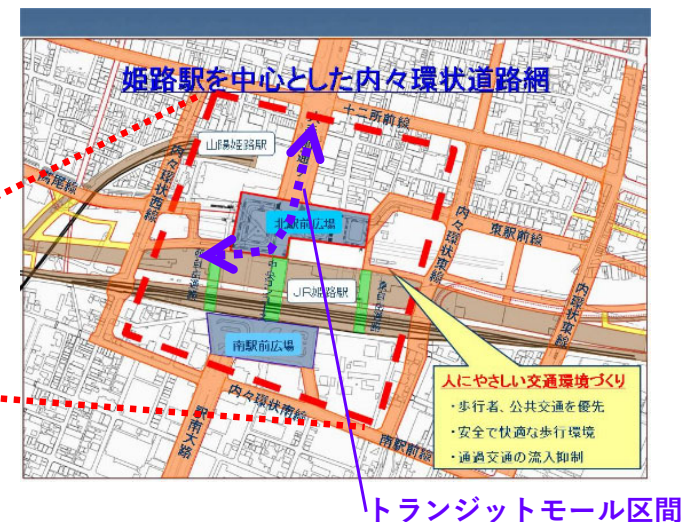 姫路駅を中心とした内々環状道路網
十二所前線
山陽姫路駅
内々環状西線
北駅前広場
東駅前線
内々環状東線
内環状東線
JR姫路駅
南駅前広場
内々環状南線
駅南大路
南駅前線
人にやさしい交通環境づくり
・歩行者、公共交通を優先
・安全で快適な歩行環境
・通過交通の流入抑制
トランジットモール区間